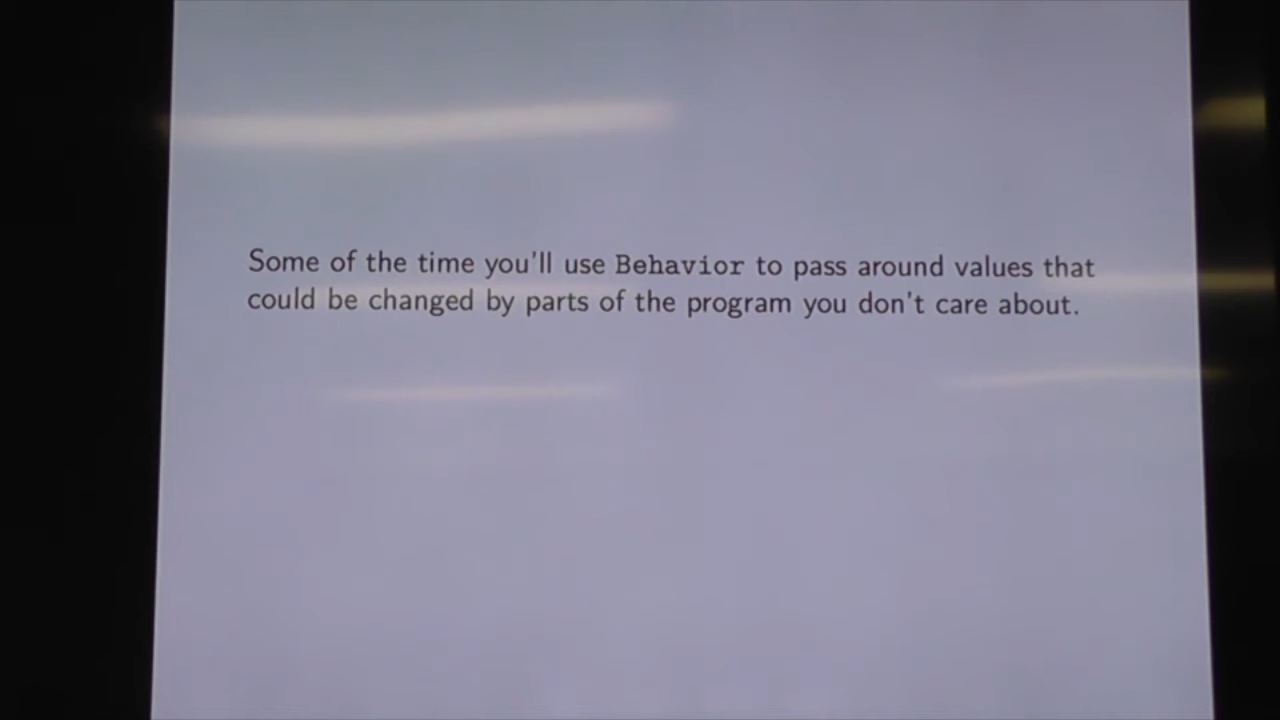 Some of the time you'll use Behavior to pass around values that
could be changed by parts of the program you don't care about.